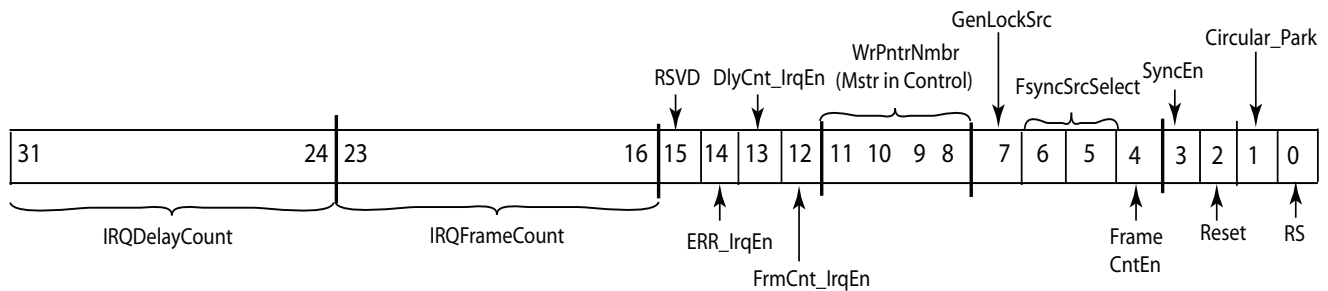 GenLockSrc
WrPntrNmbr
(Mstr in Control)
Circular_Park
RSVD DlyCnt_IrqEn
FsyncSrcSelect
SyncEn
31 24 23 16 15 14 13 12 11 10 9 8 7 6 5 4 3 2 1 0
IRQDelayCount
IRQFrameCount
ERR_IrqEn
FrmCnt_IrqEn
Frame
CntEn
Reset
RS